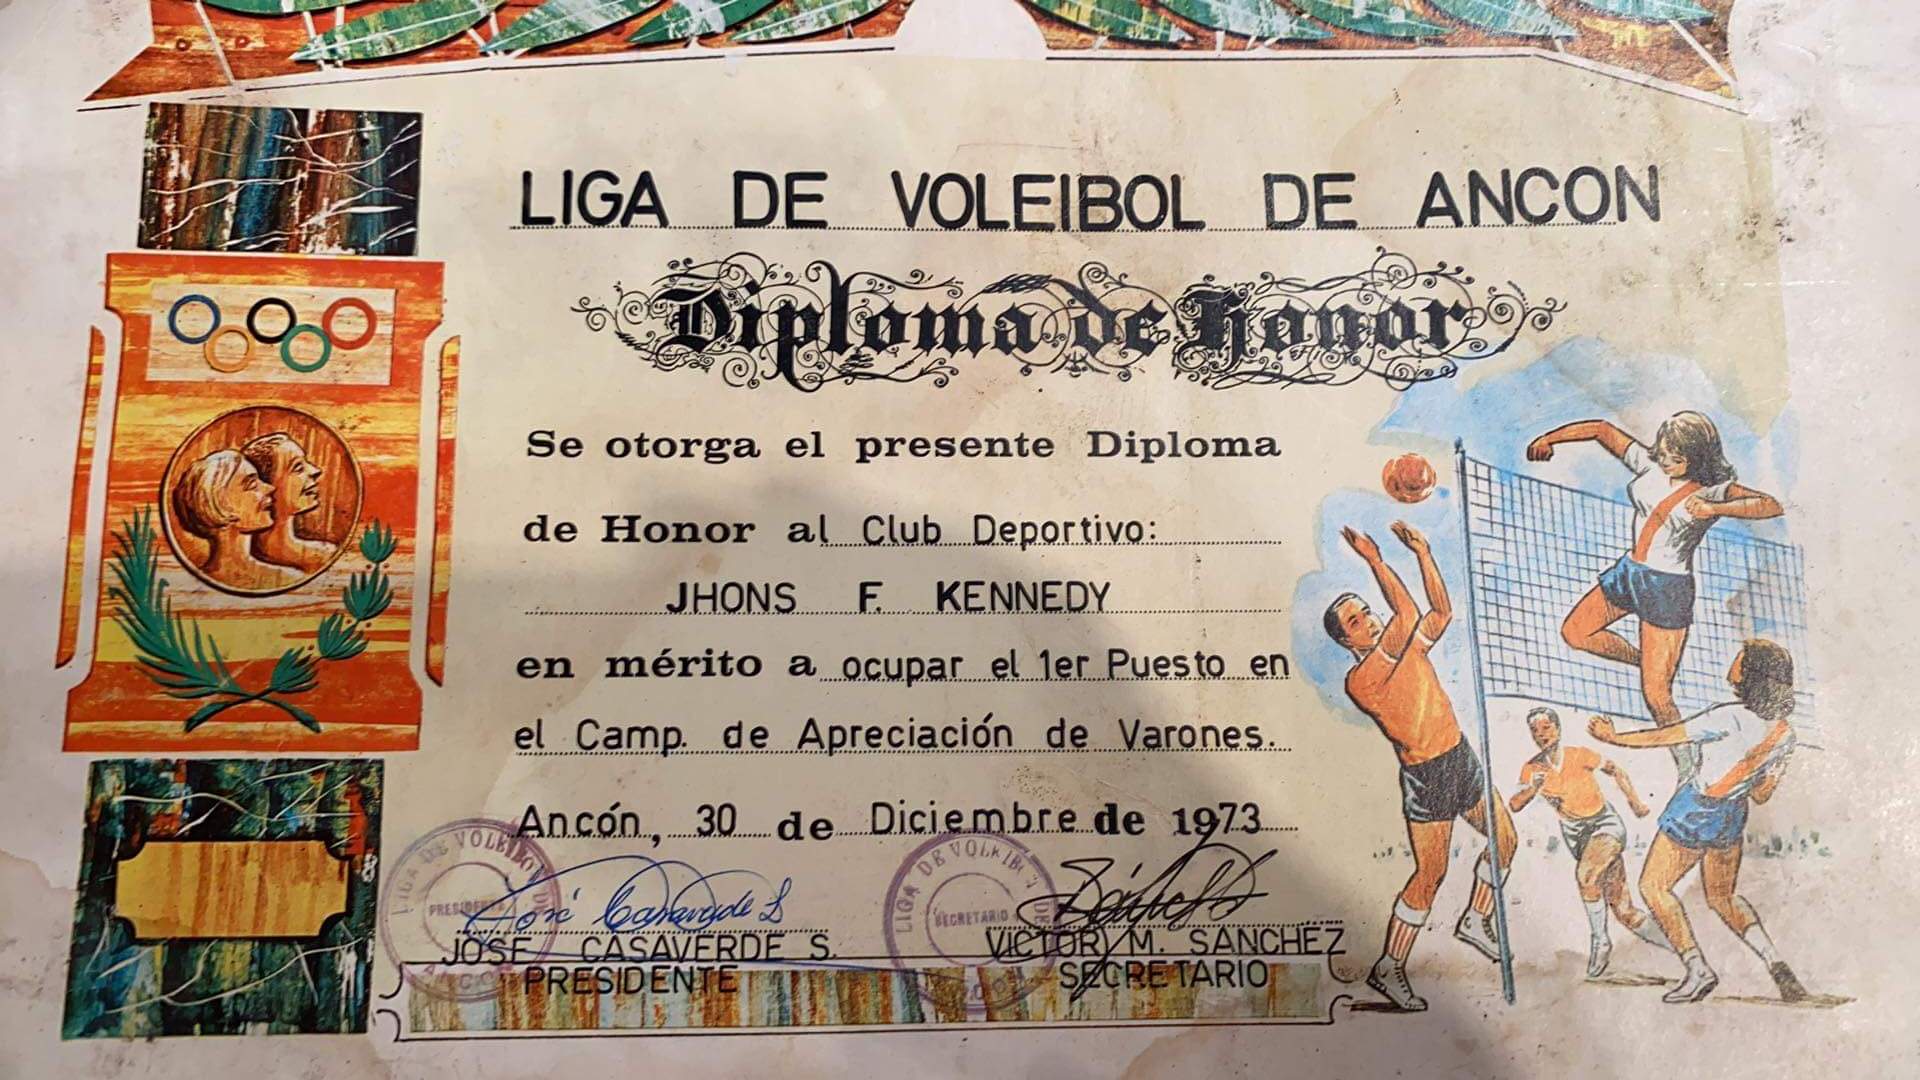 LIGA DE VOLEIBOL DE ANCON
Diploma de Honor
Se otorga el presente Diploma
de Honor al Club Deportivo:
JHONS F. KENNEDY
en mérito a ocupar el 1er Puesto en
el Camp. de Apreciación de Varones.
Ancón, 30 de Diciembre de 1973
LIGA DE VOLEIBOL DE ANCON
PRESIDENTE
José Casaverde S
JOSE CASAVERDE S.
PRESIDENTE
LIGA DE VOLEIBOL DE
SECRETARIO
VICTOR M. SANCHEZ
SECRETARIO